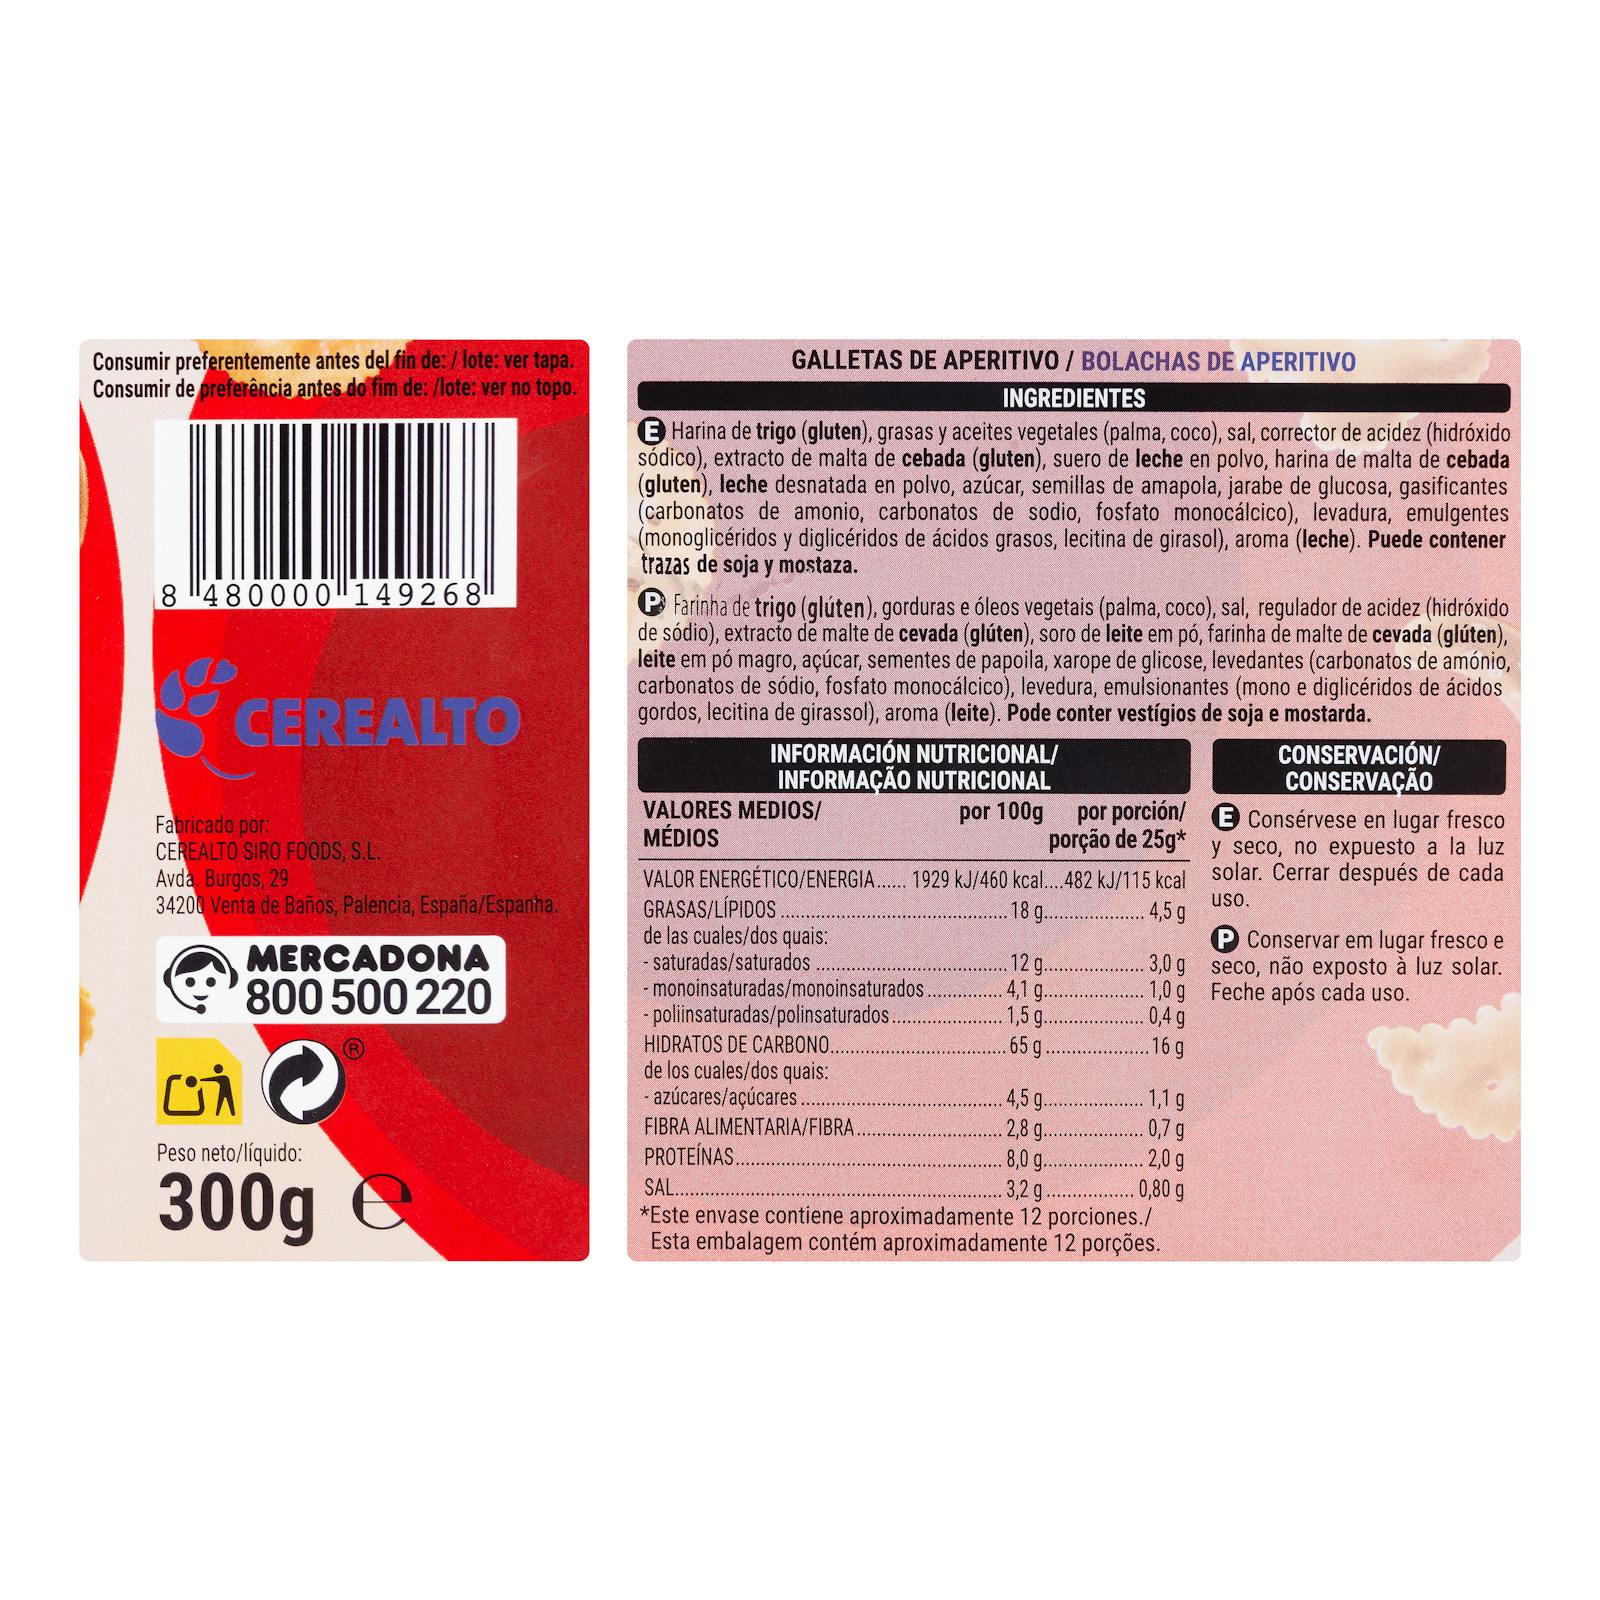 Consumir preferentemente antes del fin de: / lote: ver tapa.
Consumir de preferência antes do fim de: /lote: ver no topo.
8 480000 149268
CEREALTO
Fabricado por:
CEREALTO SIRO FOODS, S.L.
Avda. Burgos, 29
34200 Venta de Baños, Palencia, España/Espanha.
MERCADONA
800 500 220
®
Peso neto/líquido:
300g ℮
GALLETAS DE APERITIVO / BOLACHAS DE APERITIVO
INGREDIENTES
E Harina de trigo (gluten), grasas y aceites vegetales (palma, coco), sal, corrector de acidez (hidróxido
sódico), extracto de malta de cebada (gluten), suero de leche en polvo, harina de malta de cebada
(gluten), leche desnatada en polvo, azúcar, semillas de amapola, jarabe de glucosa, gasificantes
(carbonatos de amonio, carbonatos de sodio, fosfato monocálcico), levadura, emulgentes
(monoglicéridos y diglicéridos de ácidos grasos, lecitina de girasol), aroma (leche). Puede contener
trazas de soja y mostaza.
P Farinha de trigo (glúten), gorduras e óleos vegetais (palma, coco), sal, regulador de acidez (hidróxido
de sódio), extracto de malte de cevada (glúten), soro de leite em pó, farinha de malte de cevada (glúten),
leite em pó magro, açúcar, sementes de papoila, xarope de glicose, levedantes (carbonatos de amónio,
carbonatos de sódio, fosfato monocálcico), levedura, emulsionantes (mono e diglicéridos de ácidos
gordos, lecitina de girassol), aroma (leite). Pode conter vestígios de soja e mostarda.
INFORMACIÓN NUTRICIONAL/
INFORMAÇÃO NUTRICIONAL
VALORES MEDIOS/ por 100g por porción/
MÉDIOS porção de 25g*
VALOR ENERGÉTICO/ENERGIA...... 1929 kJ/460 kcal....482 kJ/115 kcal
GRASAS/LÍPIDOS ........ 18 g........ 4,5 g
de las cuales/dos quais:
- saturadas/saturados ........ 12 g........ 3,0 g
- monoinsaturadas/monoinsaturados ........ 4,1 g........ 1,0 g
- poliinsaturadas/polinsaturados........ 1,5 g........ 0,4 g
HIDRATOS DE CARBONO........ 65 g ........ 16 g
de los cuales/dos quais:
- azúcares/açúcares ........ 4,5 g........ 1,1 g
FIBRA ALIMENTARIA/FIBRA ........ 2,8 g........ 0,7 g
PROTEÍNAS........ 8,0 g........ 2,0 g
SAL........ 3,2 g........ 0,80 g
*Este envase contiene aproximadamente 12 porciones./
Esta embalagem contém aproximadamente 12 porções.
CONSERVACIÓN/
CONSERVAÇÃO
E Consérvese en lugar fresco
y seco, no expuesto a la luz
solar. Cerrar después de cada
uso.
P Conservar em lugar fresco e
seco, não exposto à luz solar.
Feche após cada uso.